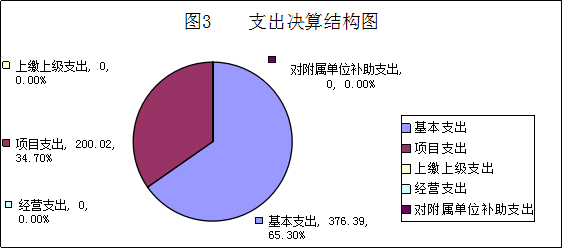 图3 支出决算结构图
上缴上级支出, 0,
0.00%
对附属单位补助支出,
0, 0.00%
项目支出, 200.02,
34.70%
经营支出, 0,
0.00%
基本支出, 376.39,
65.30%
基本支出
项目支出
上缴上级支出
经营支出
对附属单位补助支出